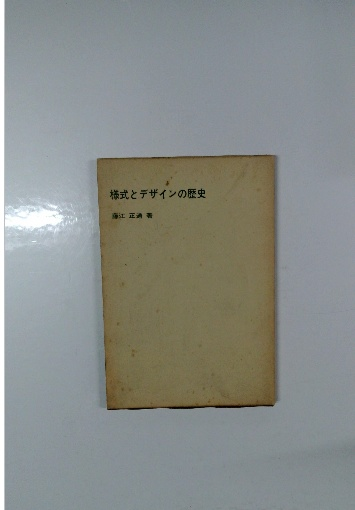 様式とデザインの歴史
藤江 正通 著